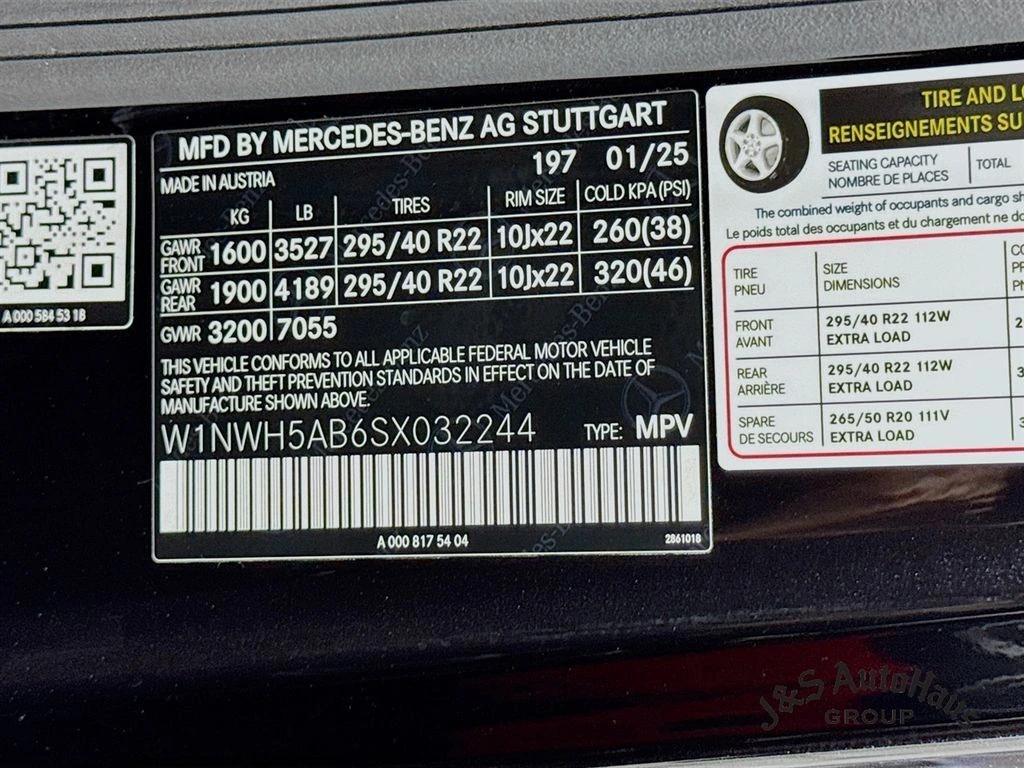 A 000 584 53 18
MFD BY MERCEDES-BENZ AG STUTTGART
197 01/25
MADE IN AUSTRIA
KG LB TIRES RIM SIZE COLD KPA (PSI)
GAWR FRONT 1600 3527 295/40 R22 10Jx22 260(38)
GAWR REAR 1900 4189 295/40 R22 10Jx22 320(46)
GWR 3200 7055
THIS VEHICLE CONFORMS TO ALL APPLICABLE FEDERAL MOTOR VEHICLE
SAFETY AND THEFT PREVENTION STANDARDS IN EFFECT ON THE DATE OF
MANUFACTURE SHOWN ABOVE.
W1NWH5AB6SX032244 TYPE: MPV
A 000 817 54 04
2861018
TIRE AND LO
RENSEIGNEMENTS SU
SEATING CAPACITY TOTAL
NOMBRE DE PLACES
The combined weight of occupants and cargo sh
Le poids total des occupants et du chargement ne do
TIRE SIZE
PNEU DIMENSIONS
FRONT 295/40 R22 112W
AVANT EXTRA LOAD
REAR 295/40 R22 112W
ARRIÈRE EXTRA LOAD
SPARE 265/50 R20 111V
DE SECOURS EXTRA LOAD
J&S AutoHaus
GROUP